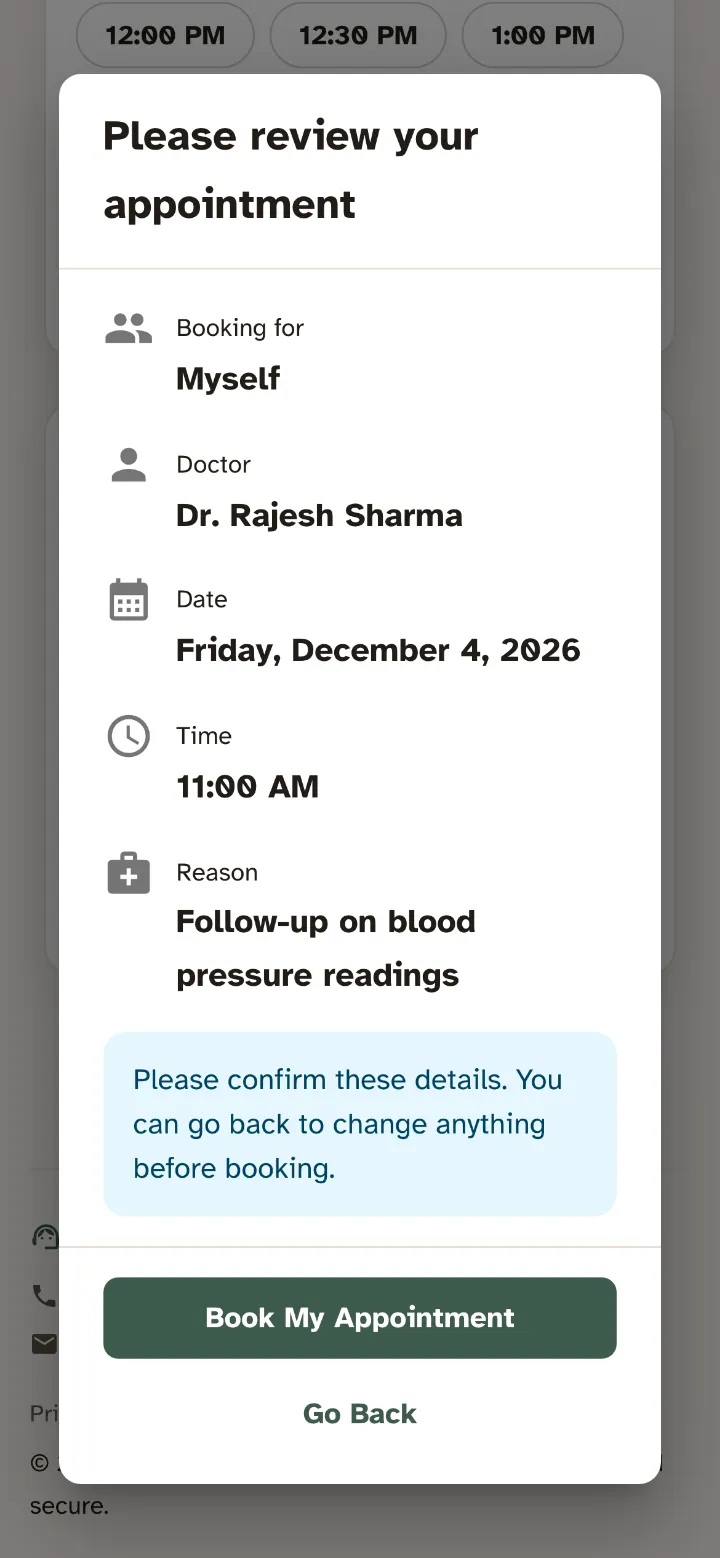 12:00 PM 12:30 PM 1:00 PM
Please review your
appointment
Booking for
Myself
Doctor
Dr. Rajesh Sharma
Date
Friday, December 4, 2026
Time
11:00 AM
Reason
Follow-up on blood
pressure readings
Please confirm these details. You
can go back to change anything
before booking.
Book My Appointment
Go Back
©
secure.